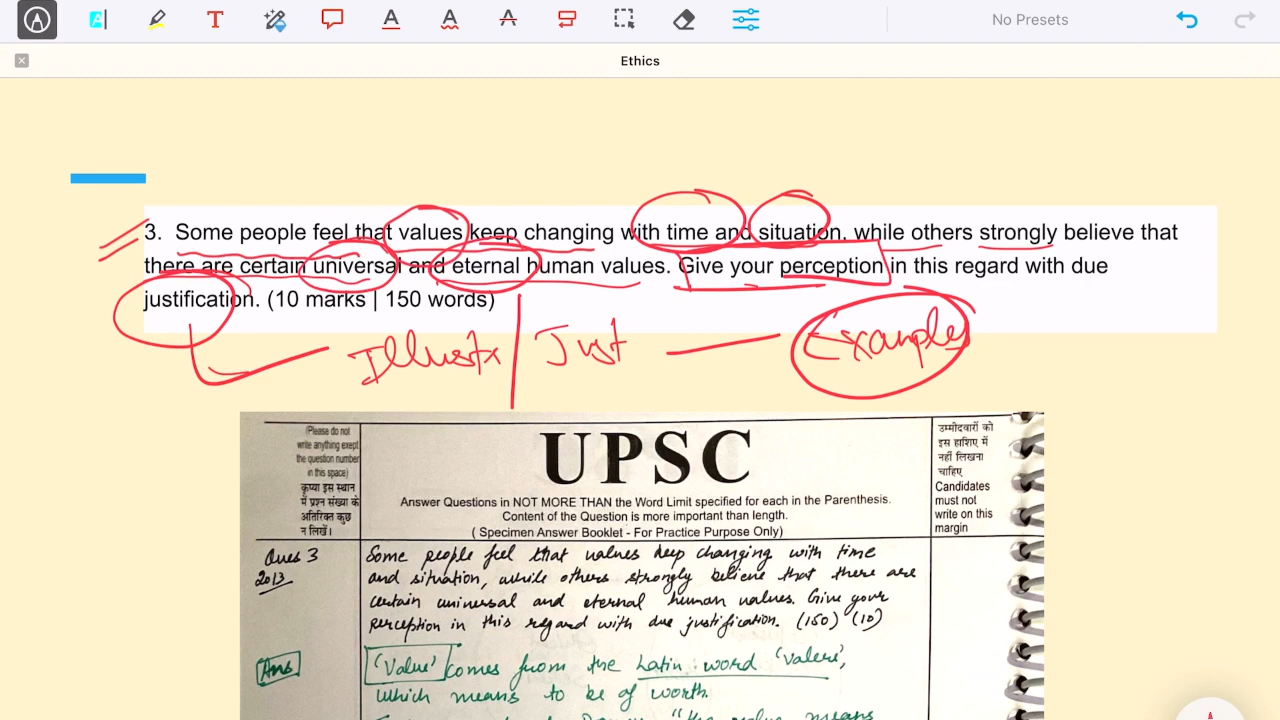 No Presets
Ethics
3. Some people feel that values keep changing with time and situation, while others strongly believe that
there are certain universal and eternal human values. Give your perception in this regard with due
justification. (10 marks | 150 words)
Illustr Just Examples
(Please do not
write anything exept
the question number
in this space)
कृप्या इस स्थान
में प्रश्न संख्या के
अतिरिक्त कुछ
न लिखें।
UPSC
Answer Questions in NOT MORE THAN the Word Limit specified for each in the Parenthesis.
Content of the Question is more important than length.
( Specimen Answer Booklet - For Practice Purpose Only)
उम्मीदवारों को
इस हाशिए में
नहीं लिखना
चाहिए
Candidates
must not
write on this
margin
Ques 3
2013
Some people feel that values keep changing with time
and situation, while others strongly believe that there are
certain universal and eternal human values. Give your
perception in this regard with due justification. (150) (10)
Ans
'Value' comes from the Latin word 'Valere',
which means to be of worth.
"the value means